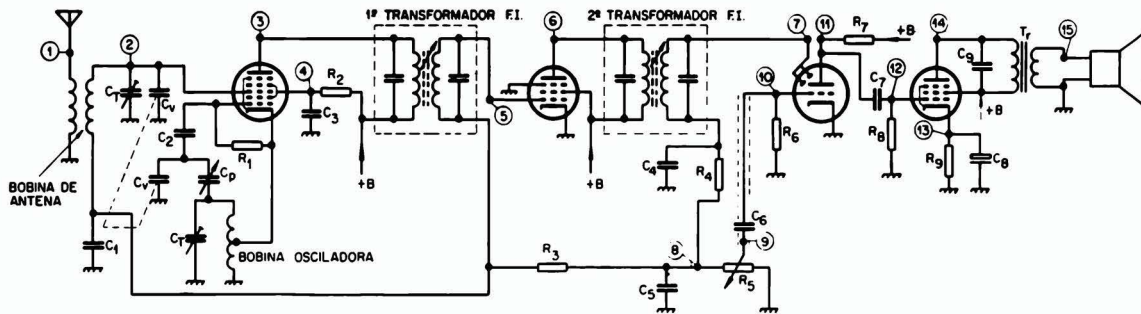 1º TRANSFORMADOR F.I.
2º TRANSFORMADOR F.I.
1
2
3
4
5
6
7
8
9
10
11
12
13
14
15
CT
Cv
C2
R1
Cv
Cp
CT
C1
R2
C3
+B
BOBINA DE
ANTENA
BOBINA OSCILADORA
R3
C4
R4
C5
+B
R5
C6
R6
R7
+B
C7
R8
R9
C8
C9
+B
Tr